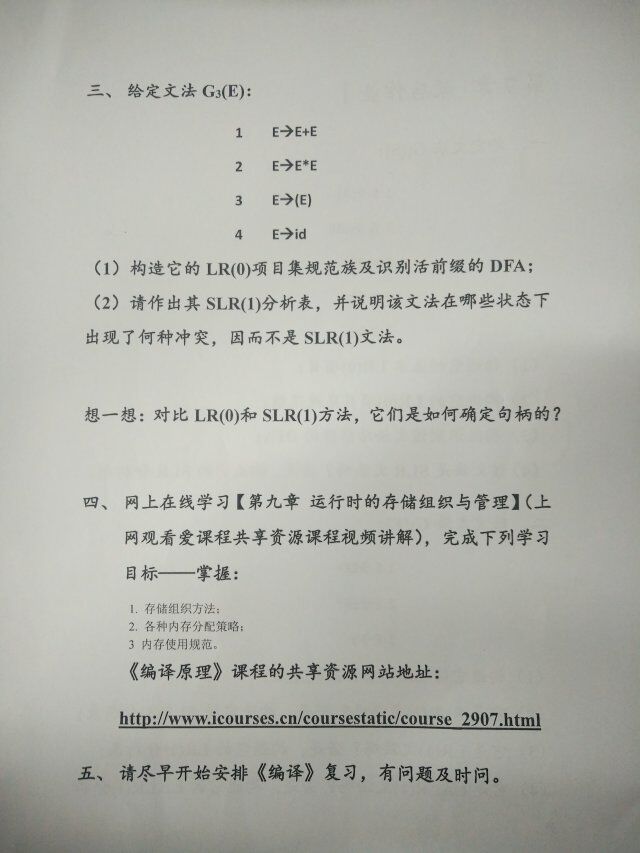 三、 给定文法 G₃(E)：
1 E→E+E
2 E→E*E
3 E→(E)
4 E→id
（1）构造它的 LR(0)项目集规范族及识别活前缀的 DFA；
（2）请作出其 SLR(1)分析表，并说明该文法在哪些状态下
出现了何种冲突，因而不是 SLR(1)文法。
想一想：对比 LR(0)和 SLR(1)方法，它们是如何确定句柄的？
四、 网上在线学习【第九章 运行时的存储组织与管理】（上
网观看爱课程共享资源课程视频讲解），完成下列学习
目标——掌握：
1. 存储组织方法；
2. 各种内存分配策略；
3 内存使用规范。
《编译原理》课程的共享资源网站地址：
http://www.icourses.cn/coursestatic/course_2907.html
五、 请尽早开始安排《编译》复习，有问题及时问。